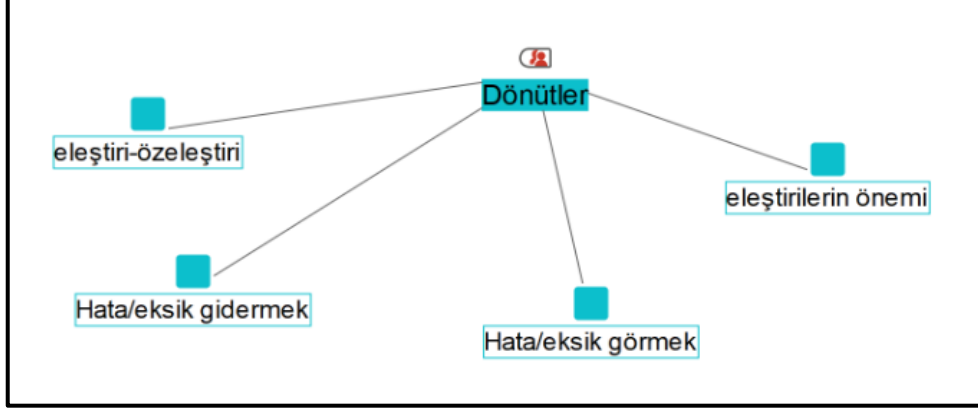 Dönütler
eleştiri-özeleştiri
eleştirilerin önemi
Hata/eksik gidermek
Hata/eksik görmek